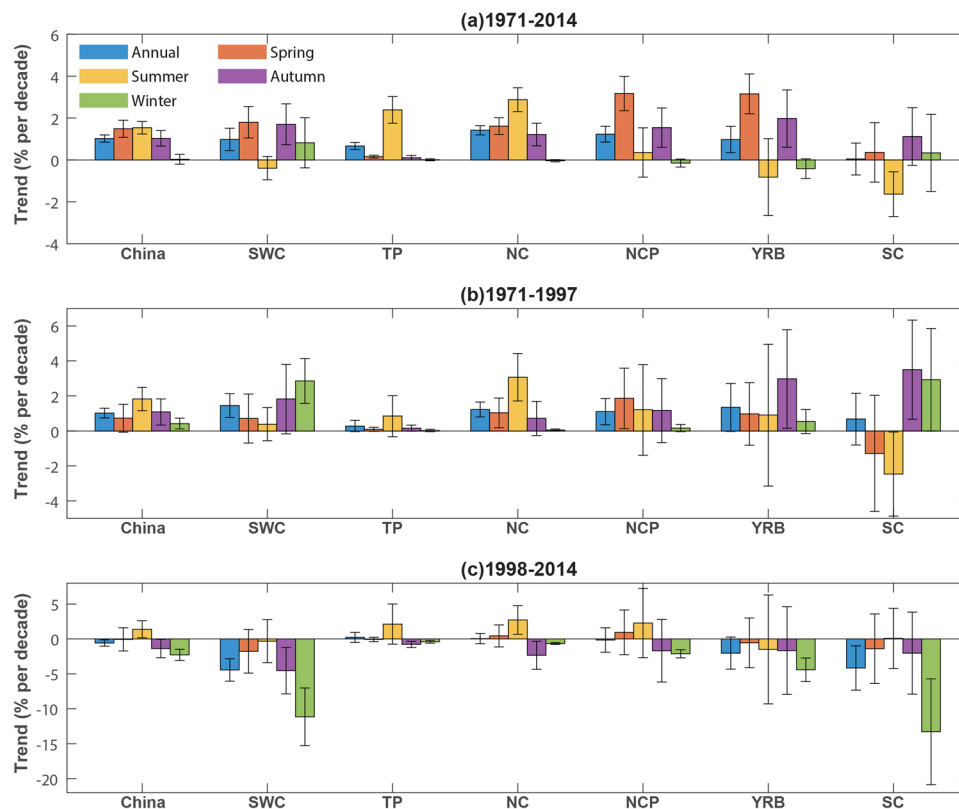 (a)1971-2014
Trend (% per decade)
6
4
2
0
-2
-4
Annual
Spring
Summer
Autumn
Winter
China SWC TP NC NCP YRB SC
(b)1971-1997
Trend (% per decade)
6
4
2
0
-2
-4
China SWC TP NC NCP YRB SC
(c)1998-2014
Trend (% per decade)
5
0
-5
-10
-15
-20
China SWC TP NC NCP YRB SC